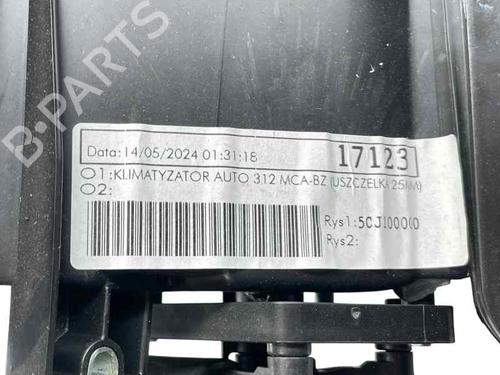 B-PARTS
Data:14/05/2024 01:31:18
17123
O1:KLIMATYZATOR AUTO 312 MCA-BZ (USZCZELKI 25MM)
O2:
Rys1:5CJ10000
Rys2: